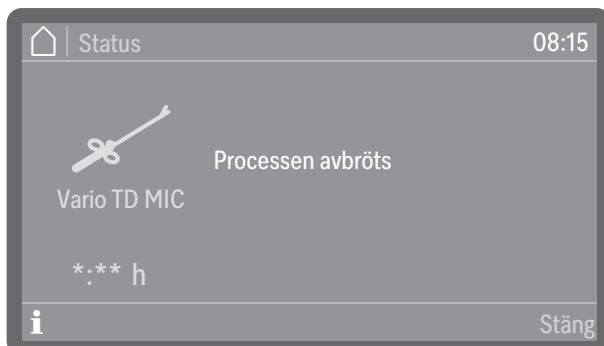 Status 08:15
Processen avbröts
Vario TD MIC
*:** h
i Stäng